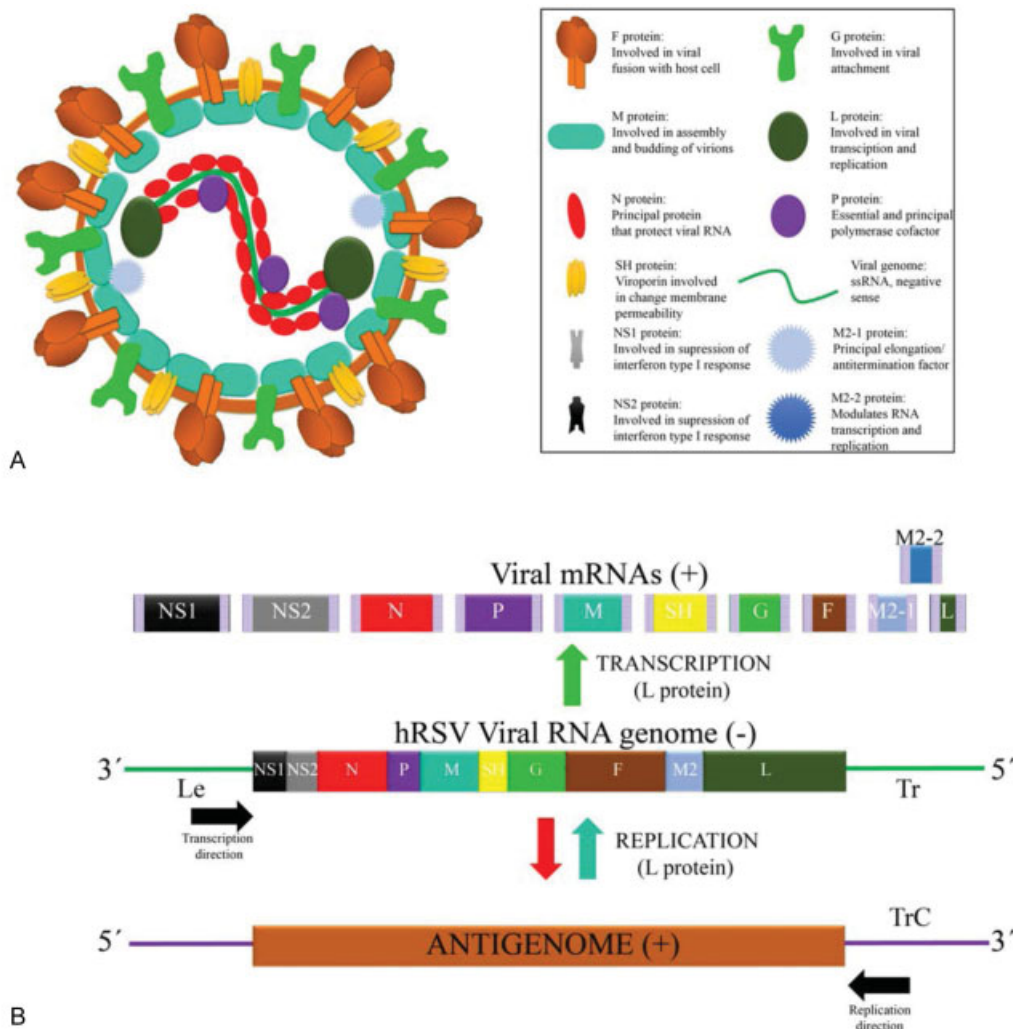 F protein:
Involved in viral
fusion with host cell
G protein:
Involved in viral
attachment
M protein:
Involved in assembly
and budding of virions
L protein:
Involved in viral
transciption and
replication
N protein:
Principal protein
that protect viral RNA
P protein:
Essential and principal
polymerase cofactor
SH protein:
Viroporin involved
in change membrane
permeability
Viral genome:
ssRNA, negative
sense
NS1 protein:
Involved in supression of
interferon type I response
M2-1 protein:
Principal elongation/
antitermination factor
NS2 protein:
Involved in supression of
interferon type I response
M2-2 protein:
Modulates RNA
transcription and
replication
A
M2-2
Viral mRNAs (+)
NS1 NS2 N P M SH G F M2-1 L
TRANSCRIPTION
(L protein)
hRSV Viral RNA genome (-)
3´ NS1 NS2 N P M SH G F M2 L 5´
Le Tr
Transcription
direction
REPLICATION
(L protein)
TrC
5´ ANTIGENOME (+) 3´
Replication
direction
B